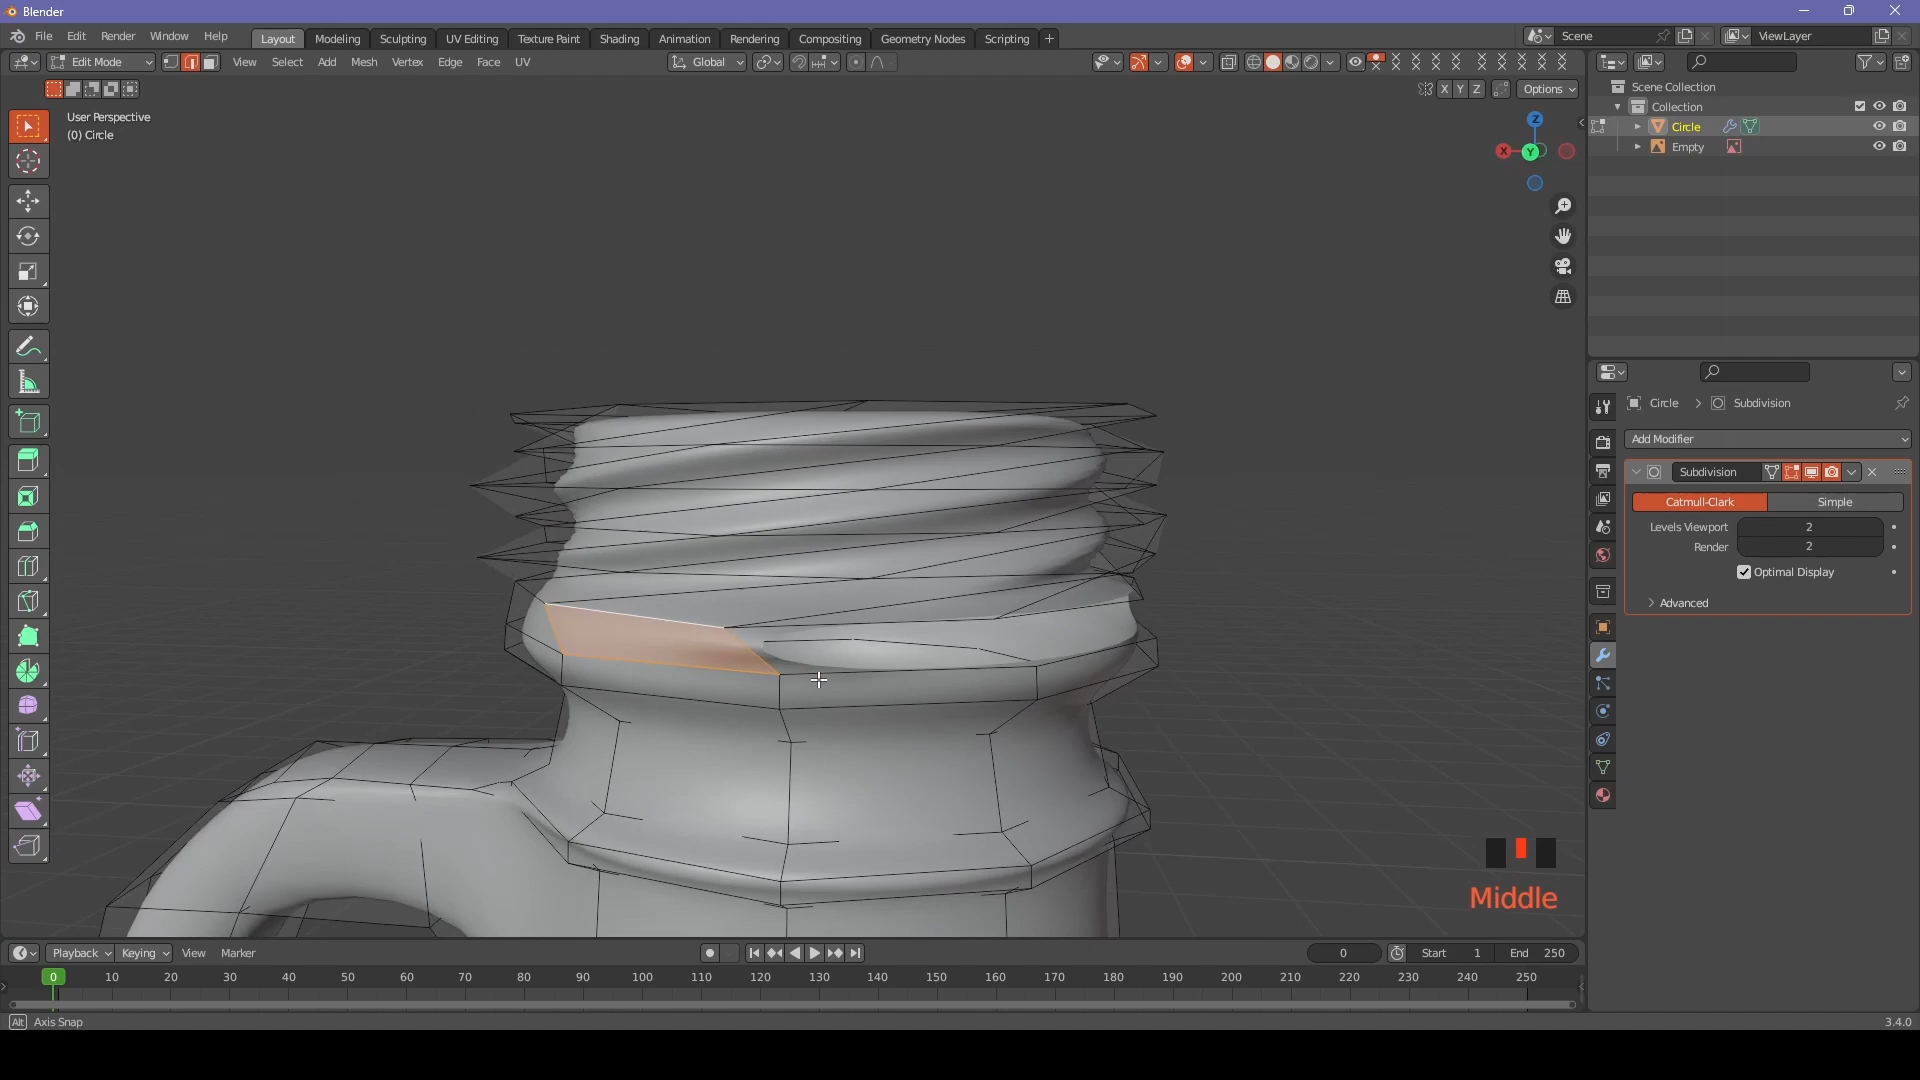 Blender
File Edit Render Window Help
Layout Modeling Sculpting UV Editing Texture Paint Shading Animation Rendering Compositing Geometry Nodes Scripting +
Scene
ViewLayer
Edit Mode
View Select Add Mesh Vertex Edge Face UV
Global
X Y Z
Options
User Perspective
(0) Circle
Z
X
Y
Scene Collection
Collection
Circle
Empty
Circle > Subdivision
Add Modifier
Subdivision
Catmull-Clark Simple
Levels Viewport 2
Render 2
Optimal Display
Advanced
Middle
Playback Keying View Marker
0
Start 1
End 250
0 10 20 30 40 50 60 70 80 90 100 110 120 130 140 150 160 170 180 190 200 210 220 230 240 250
Alt Axis Snap
3.4.0